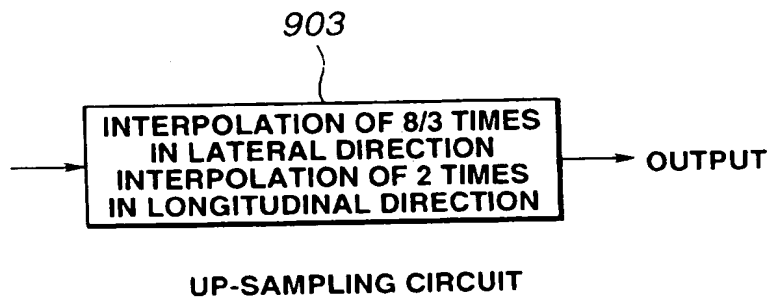 903
INTERPOLATION OF 8/3 TIMES
IN LATERAL DIRECTION
INTERPOLATION OF 2 TIMES
IN LONGITUDINAL DIRECTION
OUTPUT
UP-SAMPLING CIRCUIT